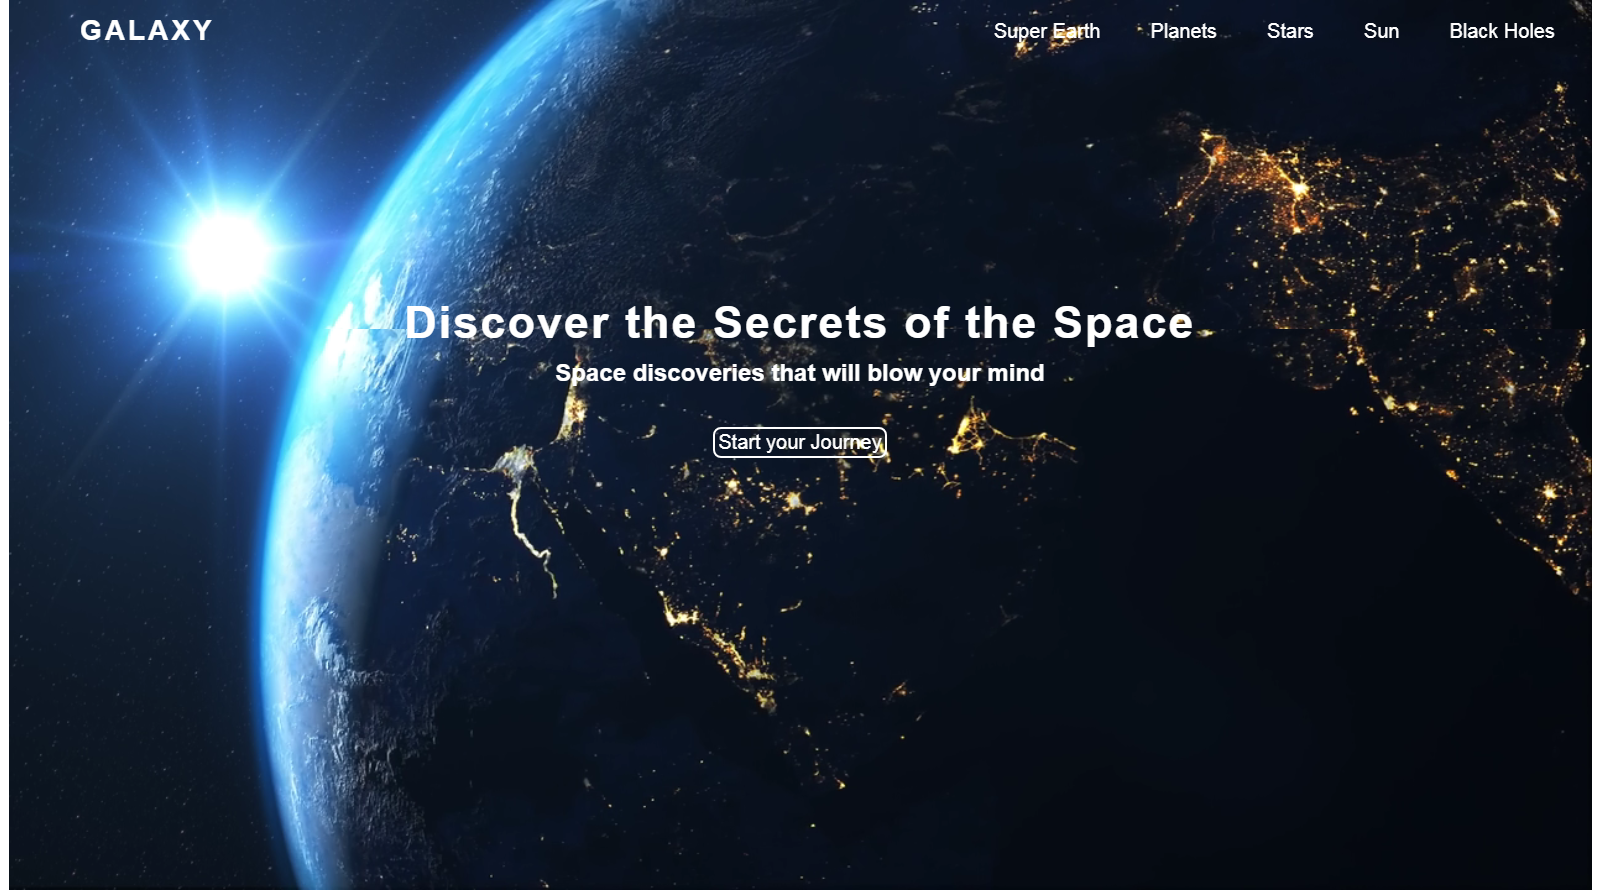 GALAXY
Super Earth
Planets
Stars
Sun
Black Holes
Discover the Secrets of the Space
Space discoveries that will blow your mind
Start your Journey